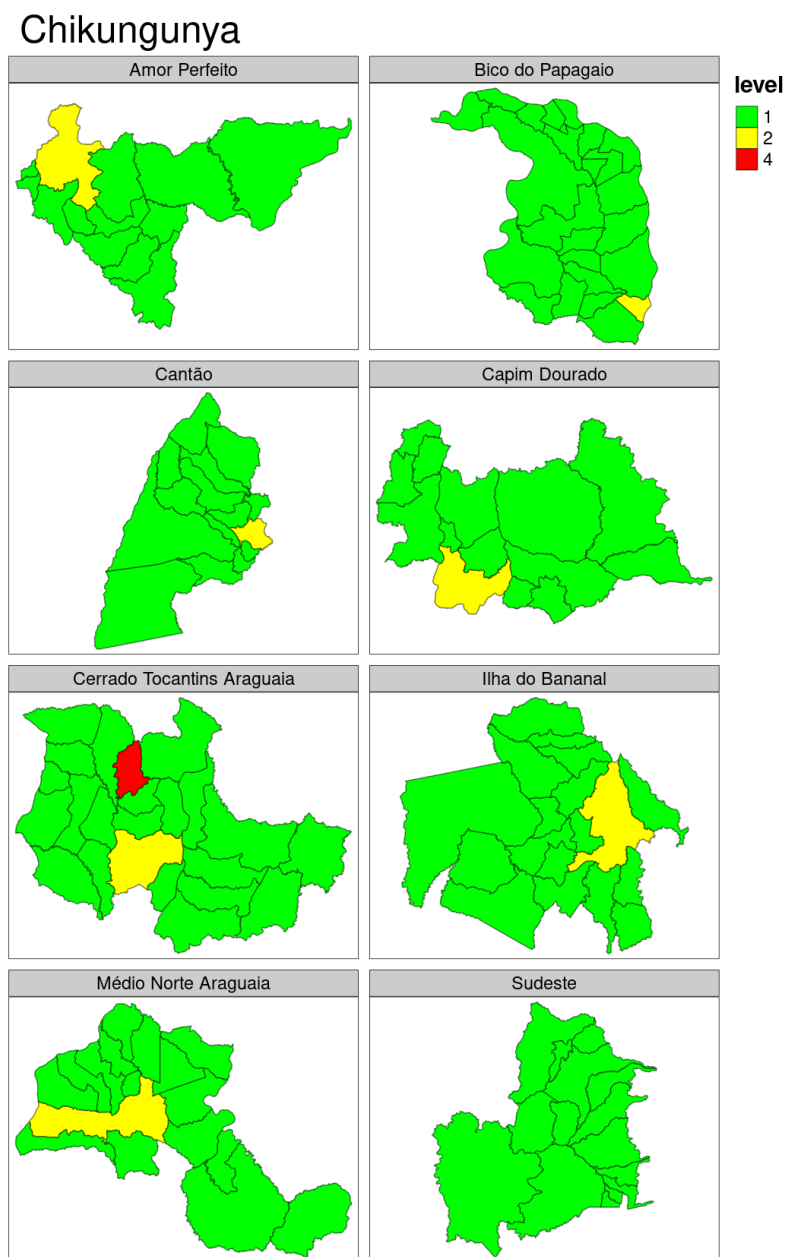 Chikungunya
Amor Perfeito
Bico do Papagaio
level
1
2
4
Cantão
Capim Dourado
Cerrado Tocantins Araguaia
Ilha do Bananal
Médio Norte Araguaia
Sudeste